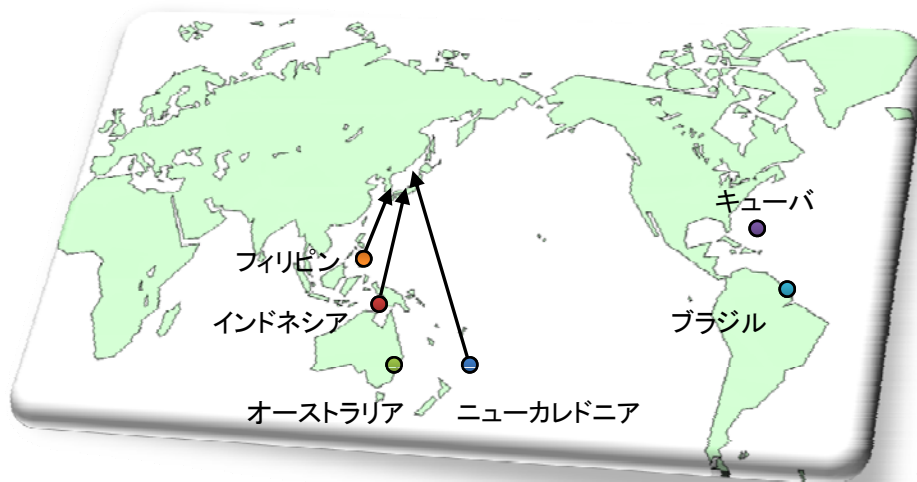 キューバ
フィリピン
インドネシア
ブラジル
オーストラリア
ニューカレドニア